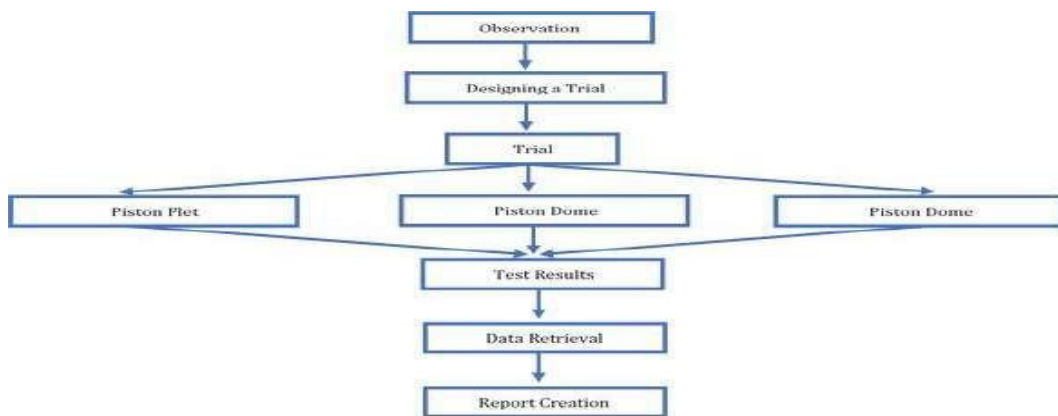 Observation
Designing a Trial
Trial
Piston Plet
Piston Dome
Piston Dome
Test Results
Data Retrieval
Report Creation